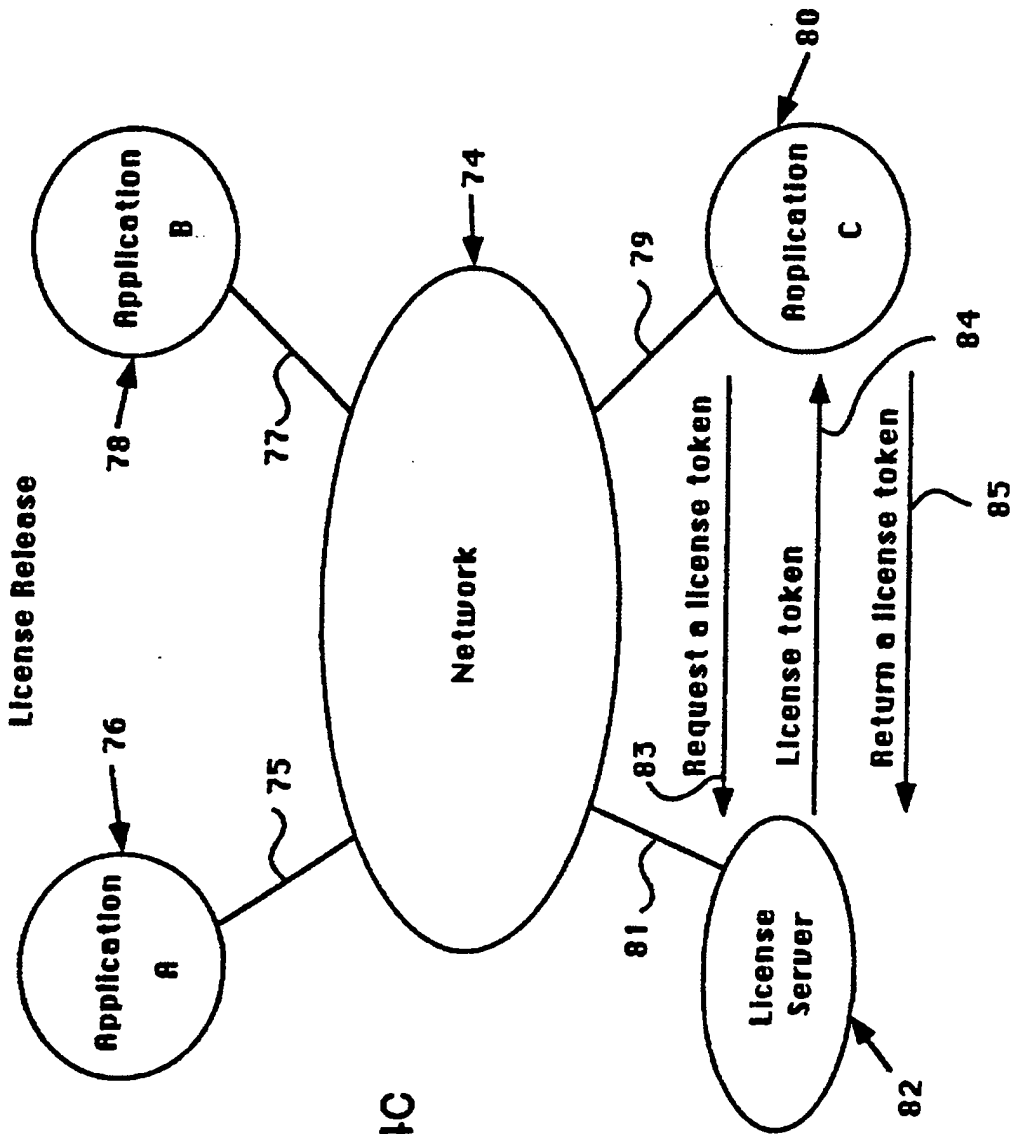 License Release
Application
A
76
75
Application
B
78
77
Network
74
License
Server
82
81
Aoplication
C
80
79
83
Request a license token
License token
84
Return a license token
85
4C